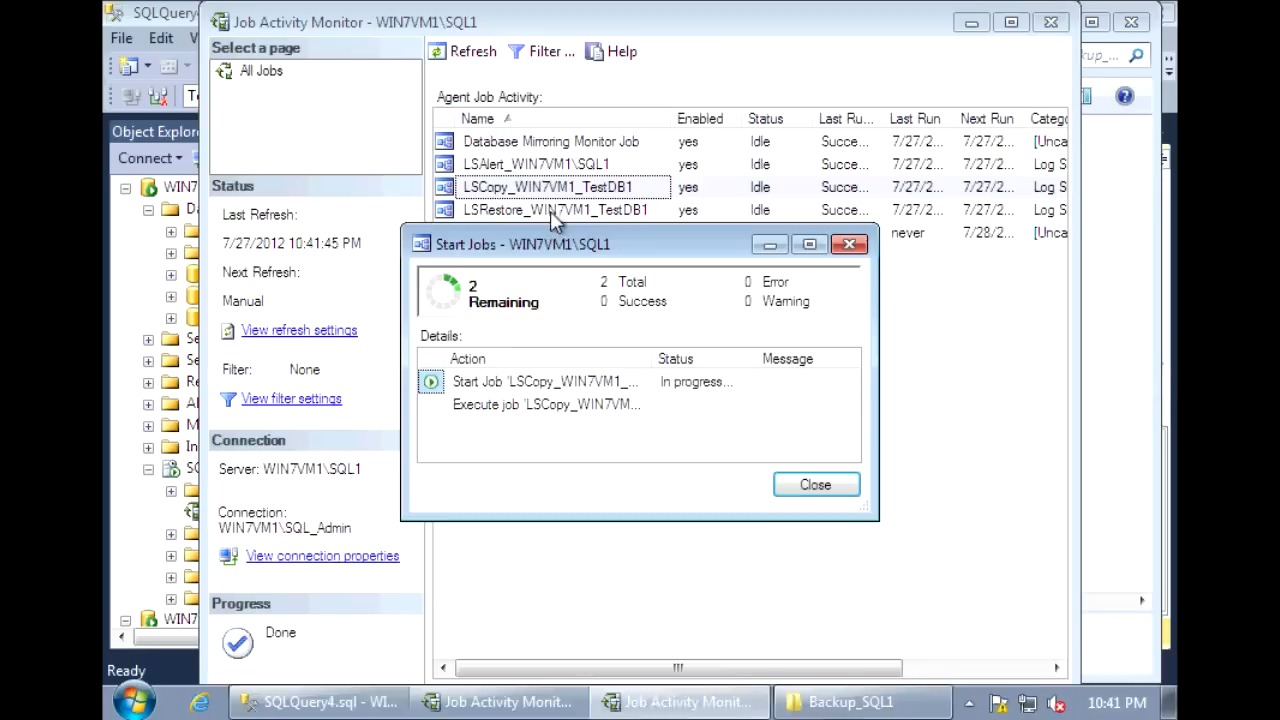 SQLQuery
Job Activity Monitor - WIN7VM1\SQL1
File Edit V
Select a page
All Jobs
Refresh Filter ... Help
kup_...
Agent Job Activity:
Name Enabled Status Last Ru... Last Run Next Run Catego
Database Mirroring Monitor Job yes Idle Succe... 7/27/2... 7/27/2... [Unca
LSAlert_WIN7VM1\SQL1 yes Idle Succe... 7/27/2... 7/27/2... Log S
LSCopy_WIN7VM1_TestDB1 yes Idle Succe... 7/27/2... 7/27/2... Log S
LSRestore_WIN7VM1_TestDB1 yes Idle Succe... 7/27/2... 7/27/2... Log S
never 7/28/2... [Unca
Object Explor
Connect
WIN7
Status
Last Refresh:
7/27/2012 10:41:45 PM
Next Refresh:
Manual
View refresh settings
Filter: None
View filter settings
Connection
Server: WIN7VM1\SQL1
Connection:
WIN7VM1\SQL_Admin
View connection properties
Progress
Done
Start Jobs - WIN7VM1\SQL1
2 Remaining
2 Total 0 Error
0 Success 0 Warning
Details:
Action Status Message
Start Job 'LSCopy_WIN7VM1_... In progress...
Execute job 'LSCopy_WIN7VM...
Close
WIN7
Ready
SQLQuery4.sql - WI... Job Activity Monit... Job Activity Monit... Backup_SQL1 10:41 PM